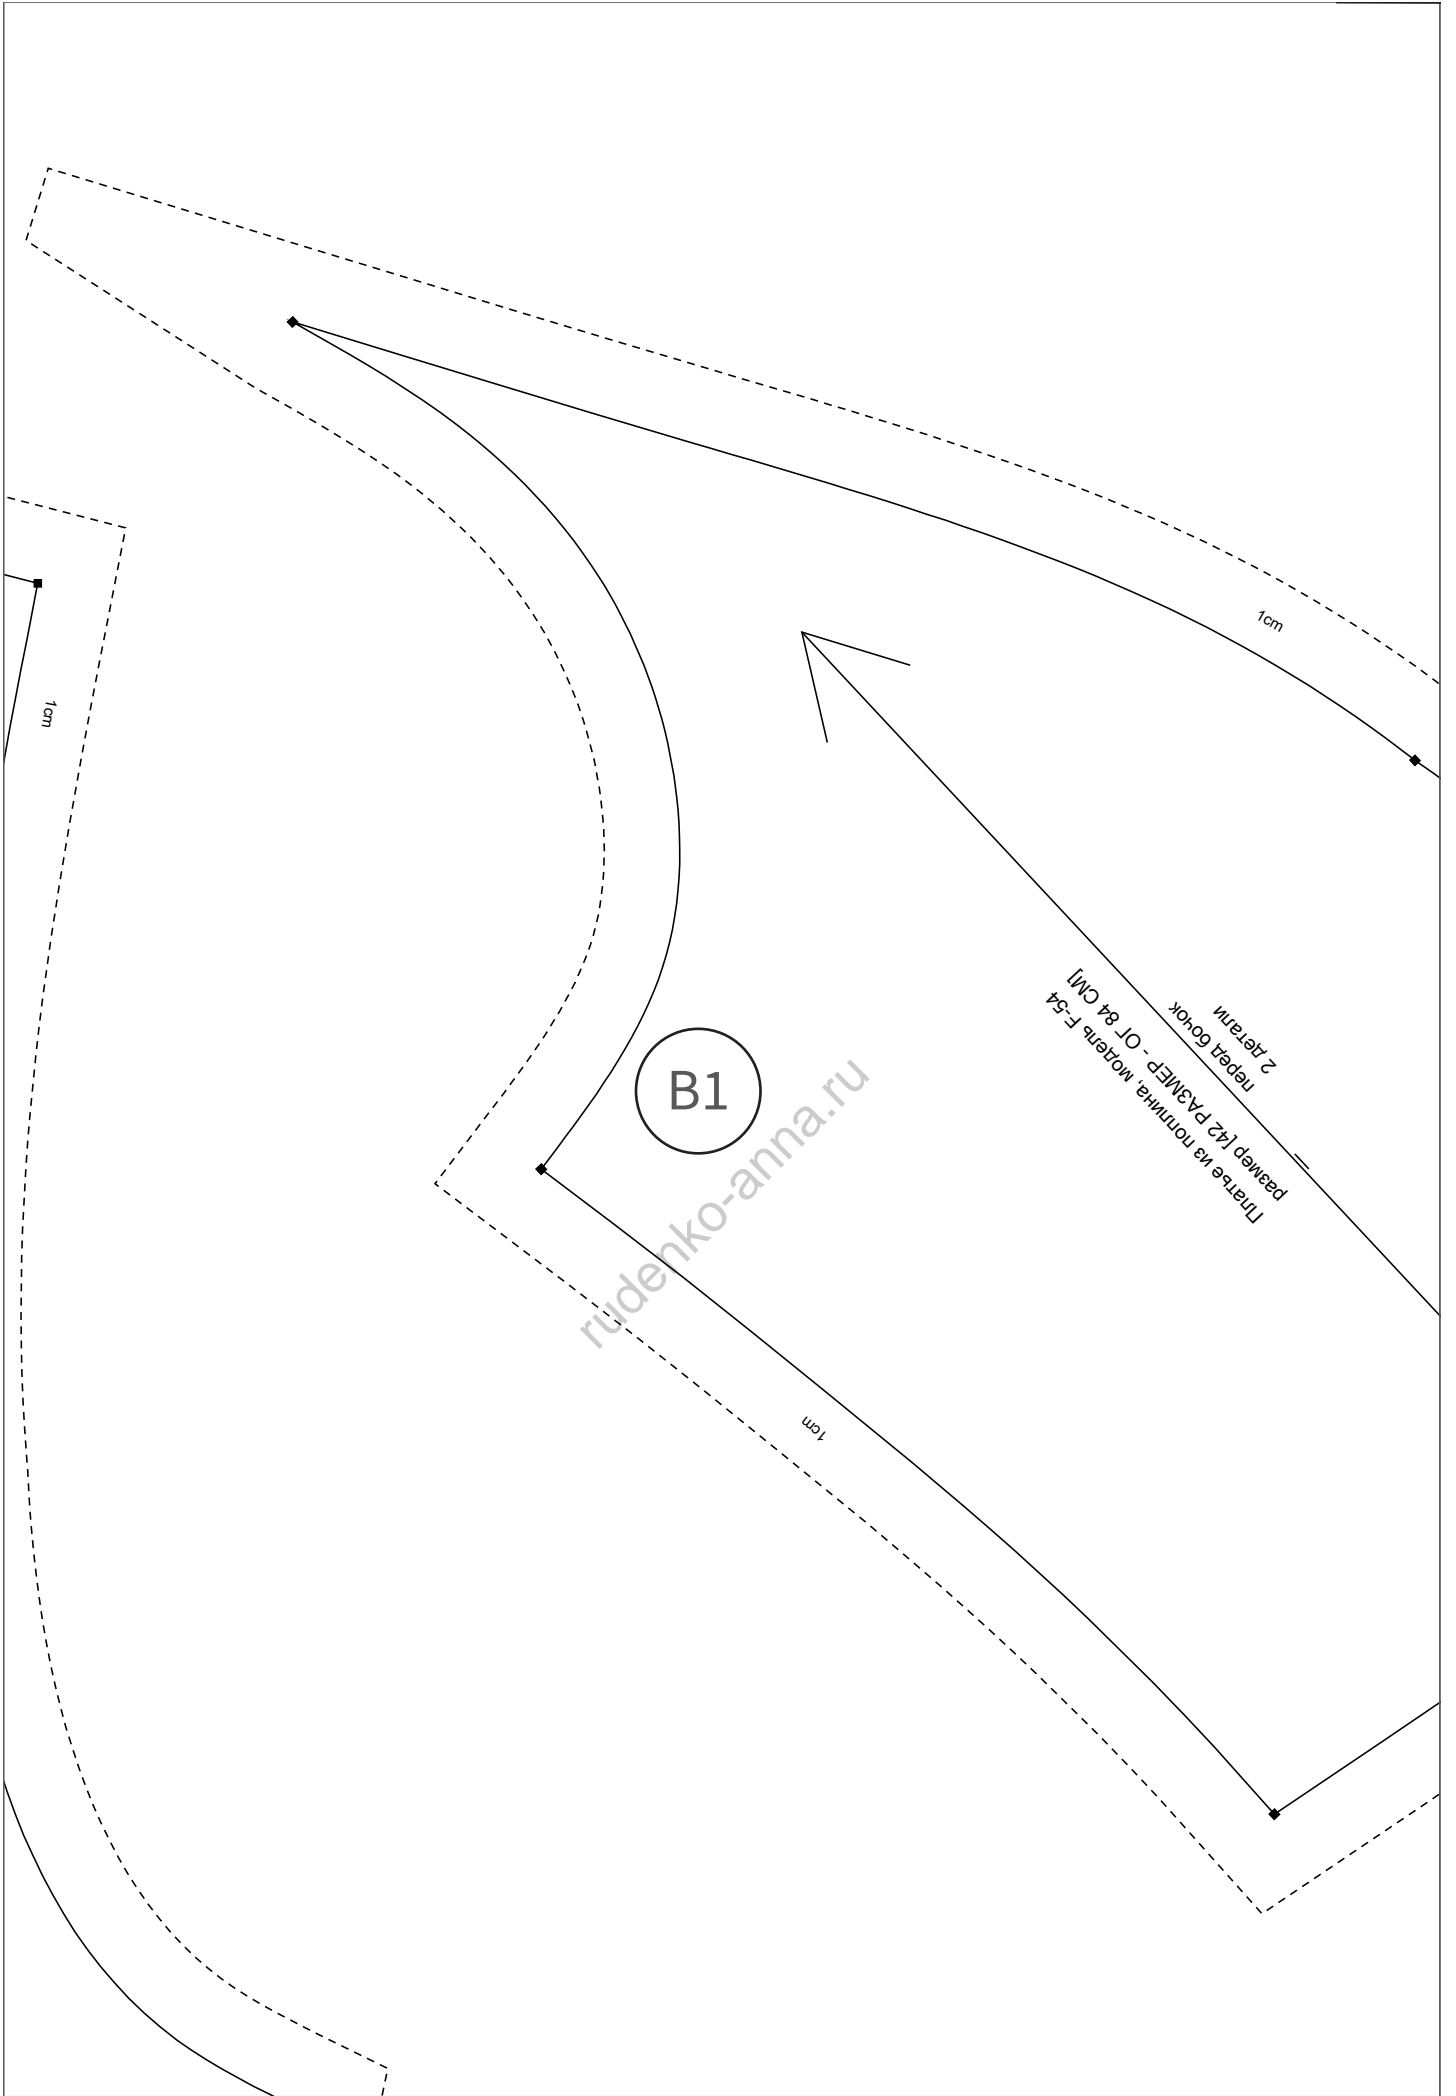 1cm
1cm
Платье из поплина, модель F-54
размер [42 РАЗМЕР - ОГ 84 СМ]
перед бочок
2 детали
B1
rudenko-anna.ru
1cm